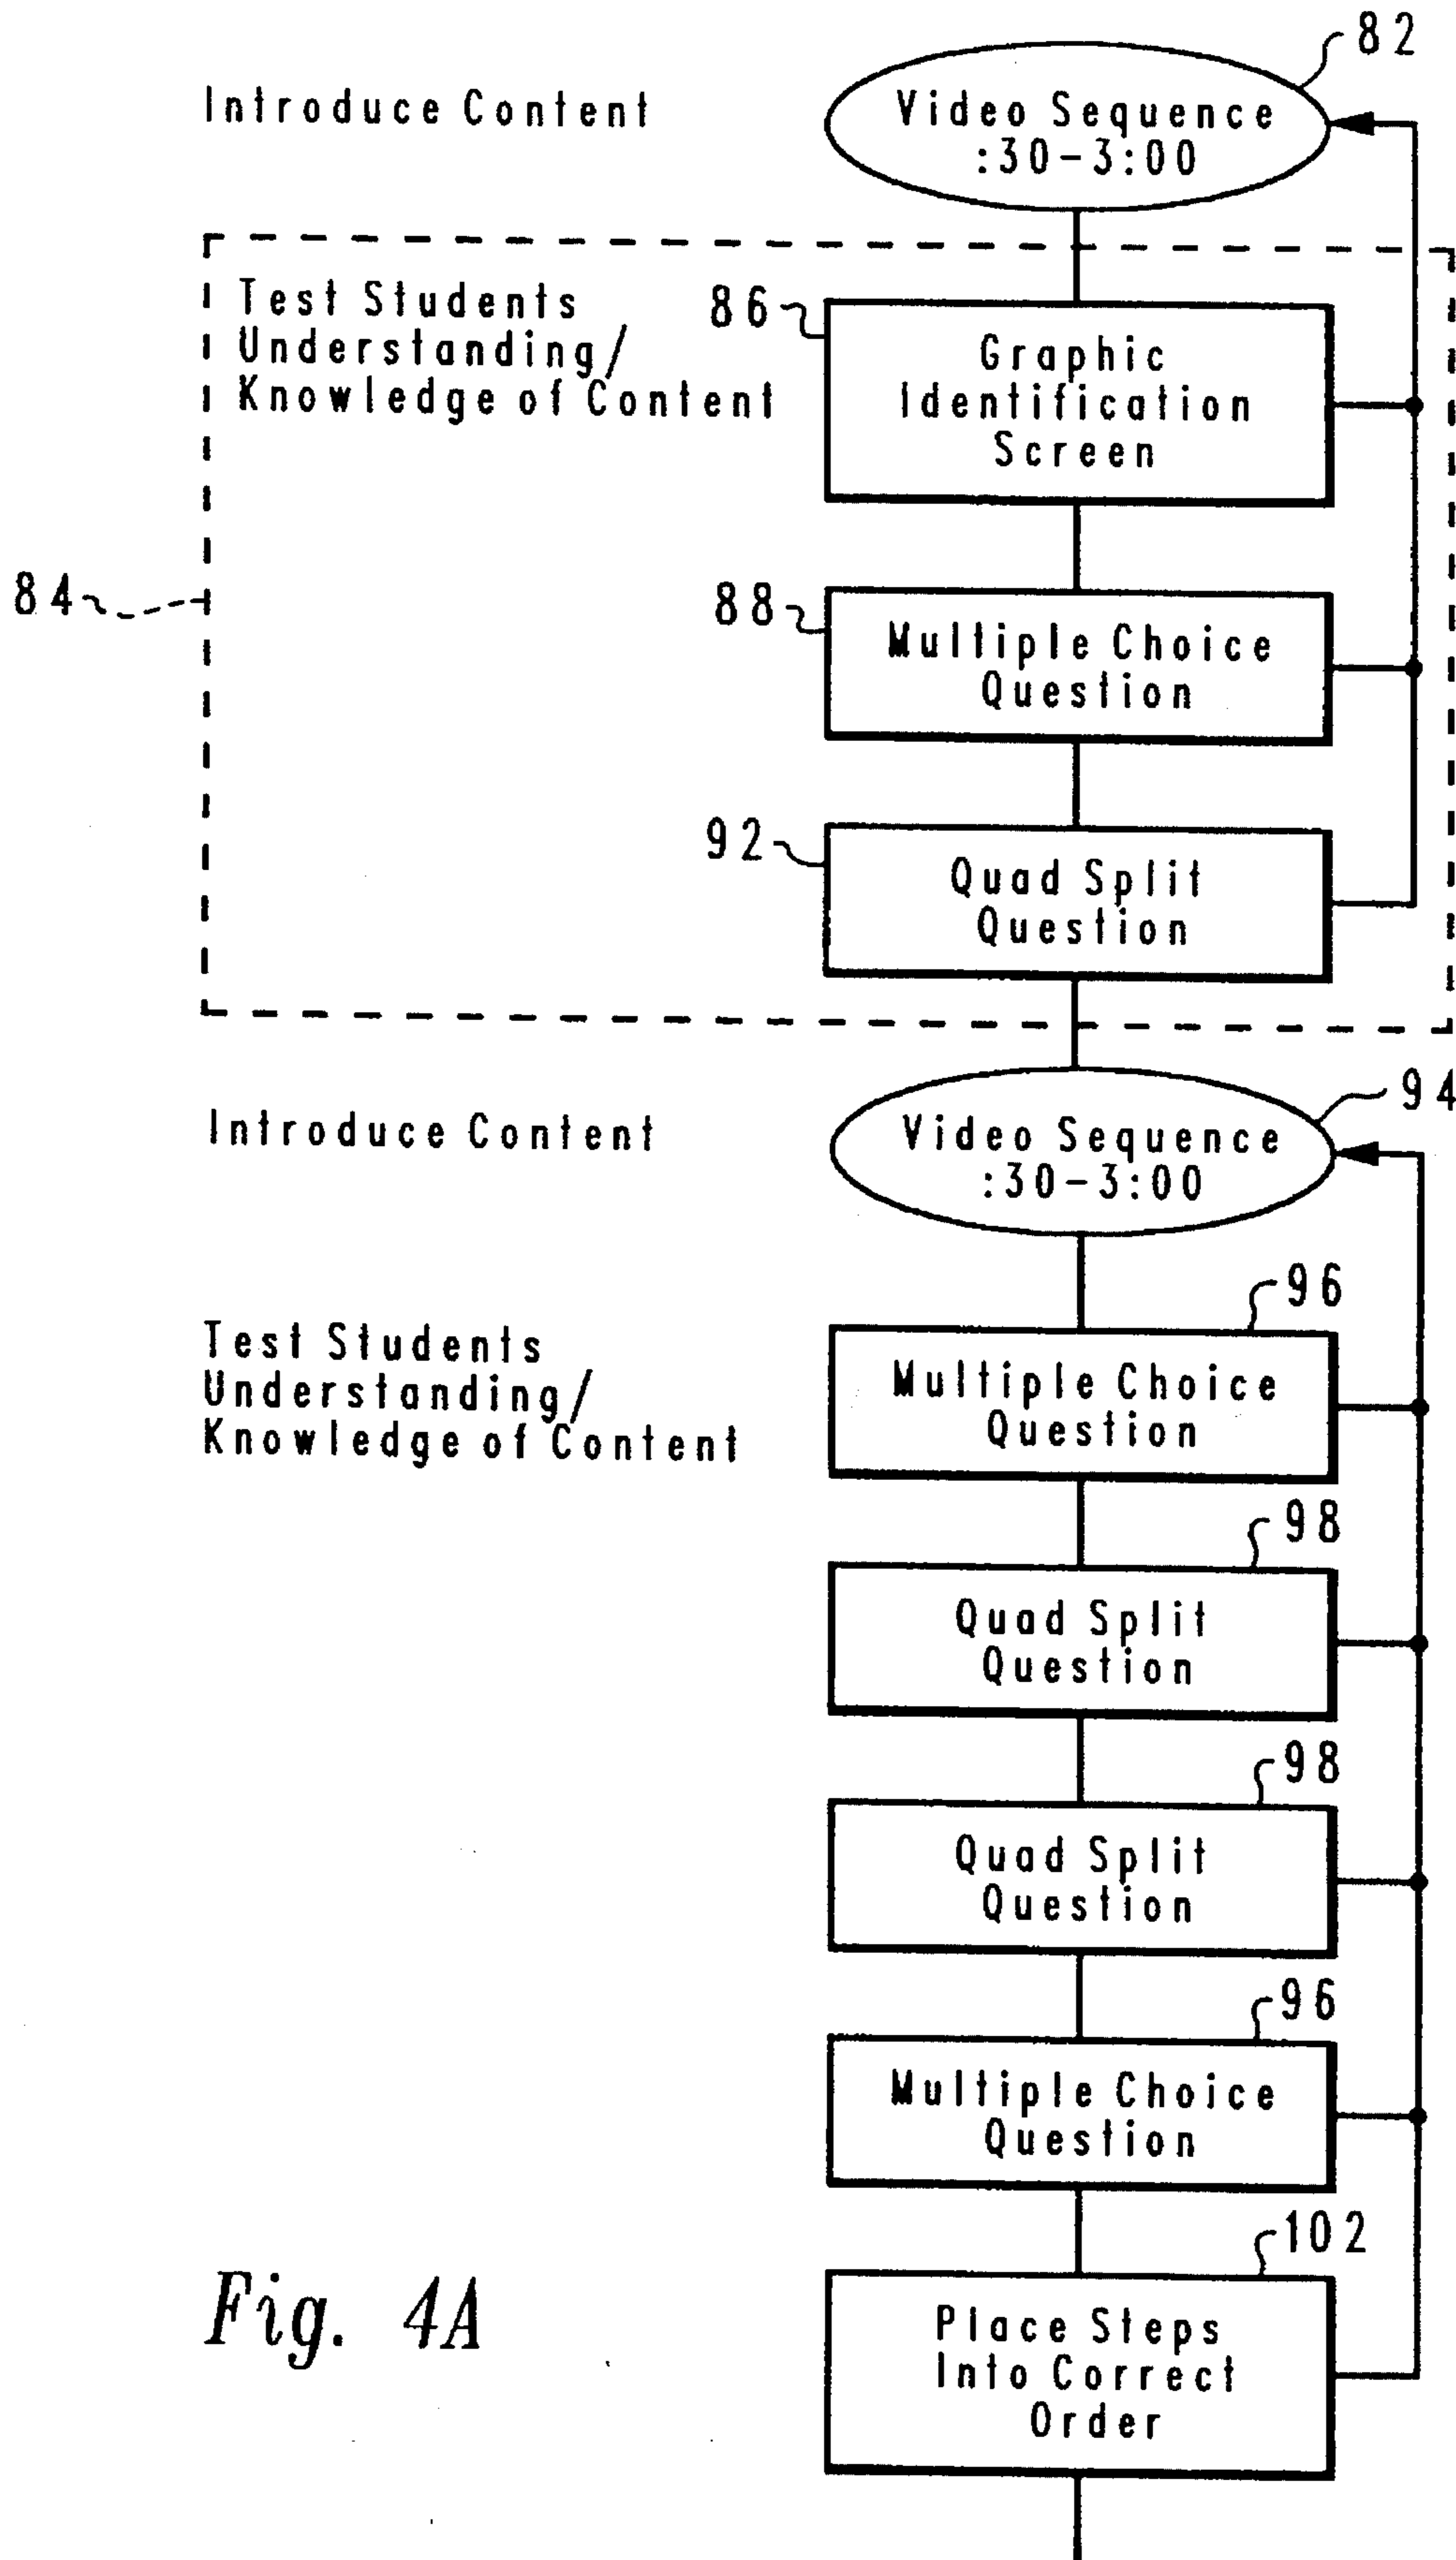 82
Introduce Content
Video Sequence
:30-3:00
Test Students
Understanding/
Knowledge of Content
86
Graphic
Identification
Screen
84
88
Multiple Choice
Question
92
Quad Split
Question
94
Introduce Content
Video Sequence
:30-3:00
96
Test Students
Understanding/
Knowledge of Content
Multiple Choice
Question
98
Quad Split
Question
98
Quad Split
Question
96
Multiple Choice
Question
102
Place Steps
Into Correct
Order
Fig. 4A